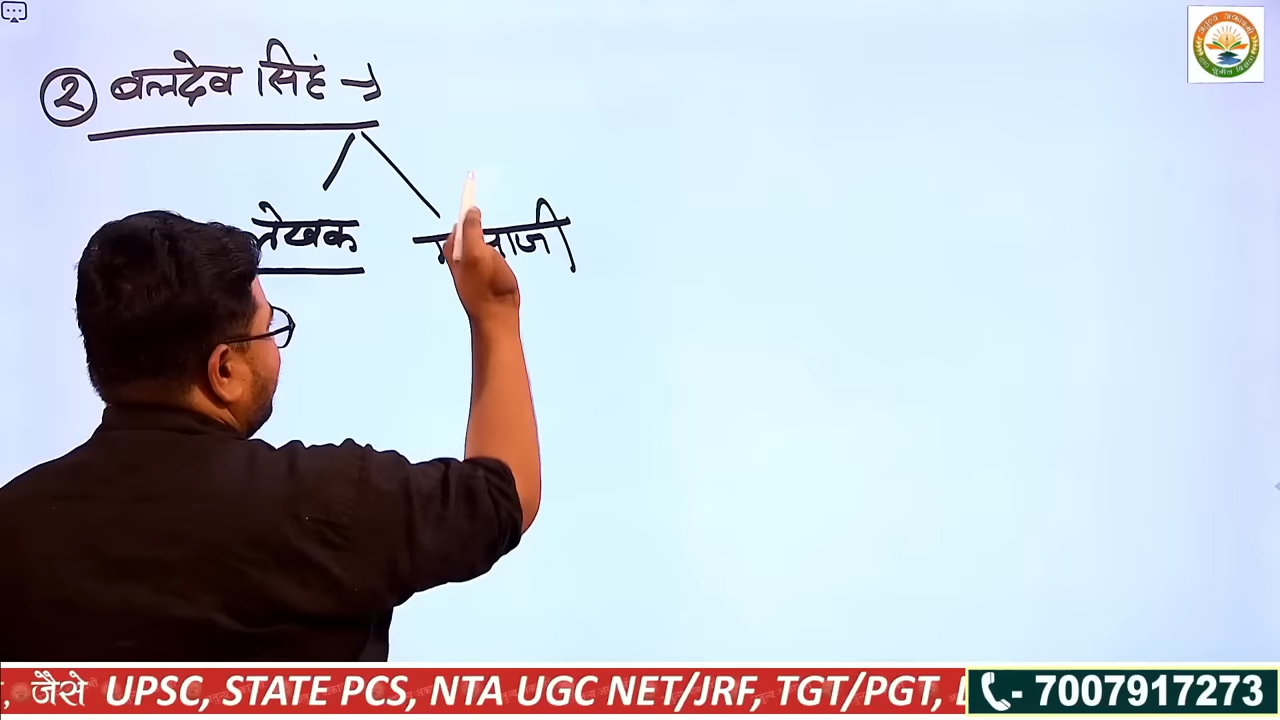 ② बलदेव सिहं →
लेखक
, जैसे UPSC, STATE PCS, NTA UGC NET/JRF, TGT/PGT,
- 7007917273